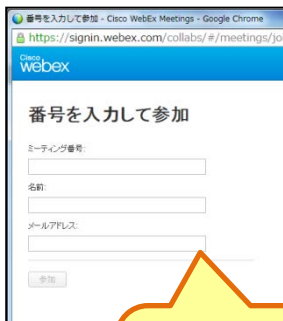 番号を入力して参加 - Cisco WebEx Meetings - Google Chrome
https://signin.webex.com/collabs/#/meetings/jo
Cisco
webex
番号を入力して参加
ミーティング番号:
名前:
メールアドレス:
参加